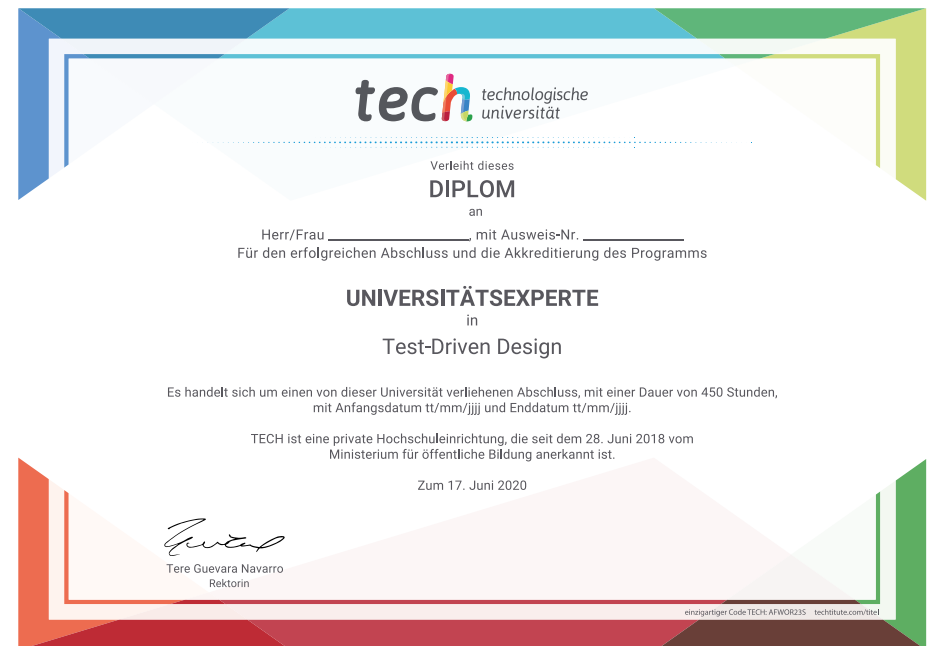 tech technologische
universität
Verleiht dieses
DIPLOM
an
Herr/Frau ____________________, mit Ausweis-Nr. ______________
Für den erfolgreichen Abschluss und die Akkreditierung des Programms
UNIVERSITÄTSEXPERTE
in
Test-Driven Design
Es handelt sich um einen von dieser Universität verliehenen Abschluss, mit einer Dauer von 450 Stunden,
mit Anfangsdatum tt/mm/jjjj und Enddatum tt/mm/jjjj.
TECH ist eine private Hochschuleinrichtung, die seit dem 28. Juni 2018 vom
Ministerium für öffentliche Bildung anerkannt ist.
Zum 17. Juni 2020
Tere Guevara Navarro
Rektorin
einzigartiger Code TECH: AFWOR23S techtitute.com/titel